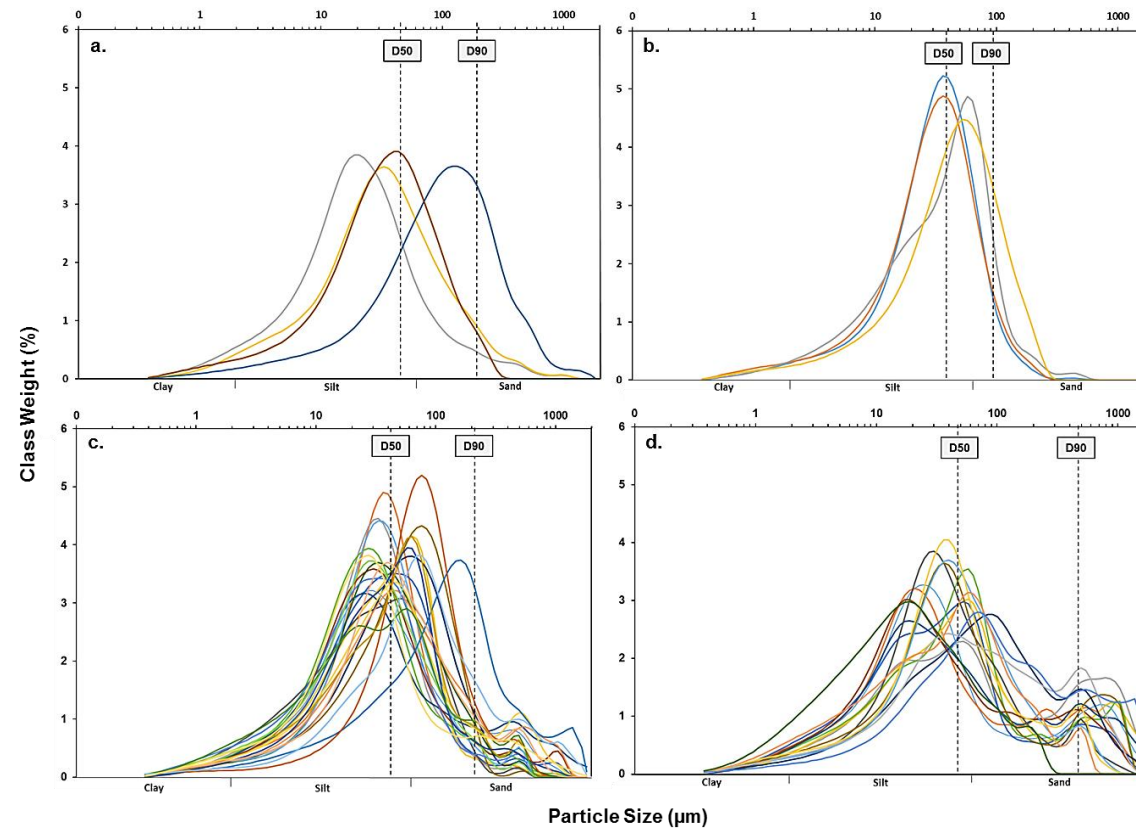 0 1 10 100 1000
0 1 10 100 1000
6
a.
D50
D90
5
4
3
2
1
0
Clay
Silt
Sand
6
b.
D50
D90
5
4
3
2
1
0
Clay
Silt
Sand
0 1 10 100 1000
0 1 10 100 1000
6
c.
D50
D90
5
4
3
2
1
0
Clay
Silt
Sand
6
d.
D50
D90
5
4
3
2
1
0
Clay
Silt
Sand
Class Weight (%)
Particle Size (µm)